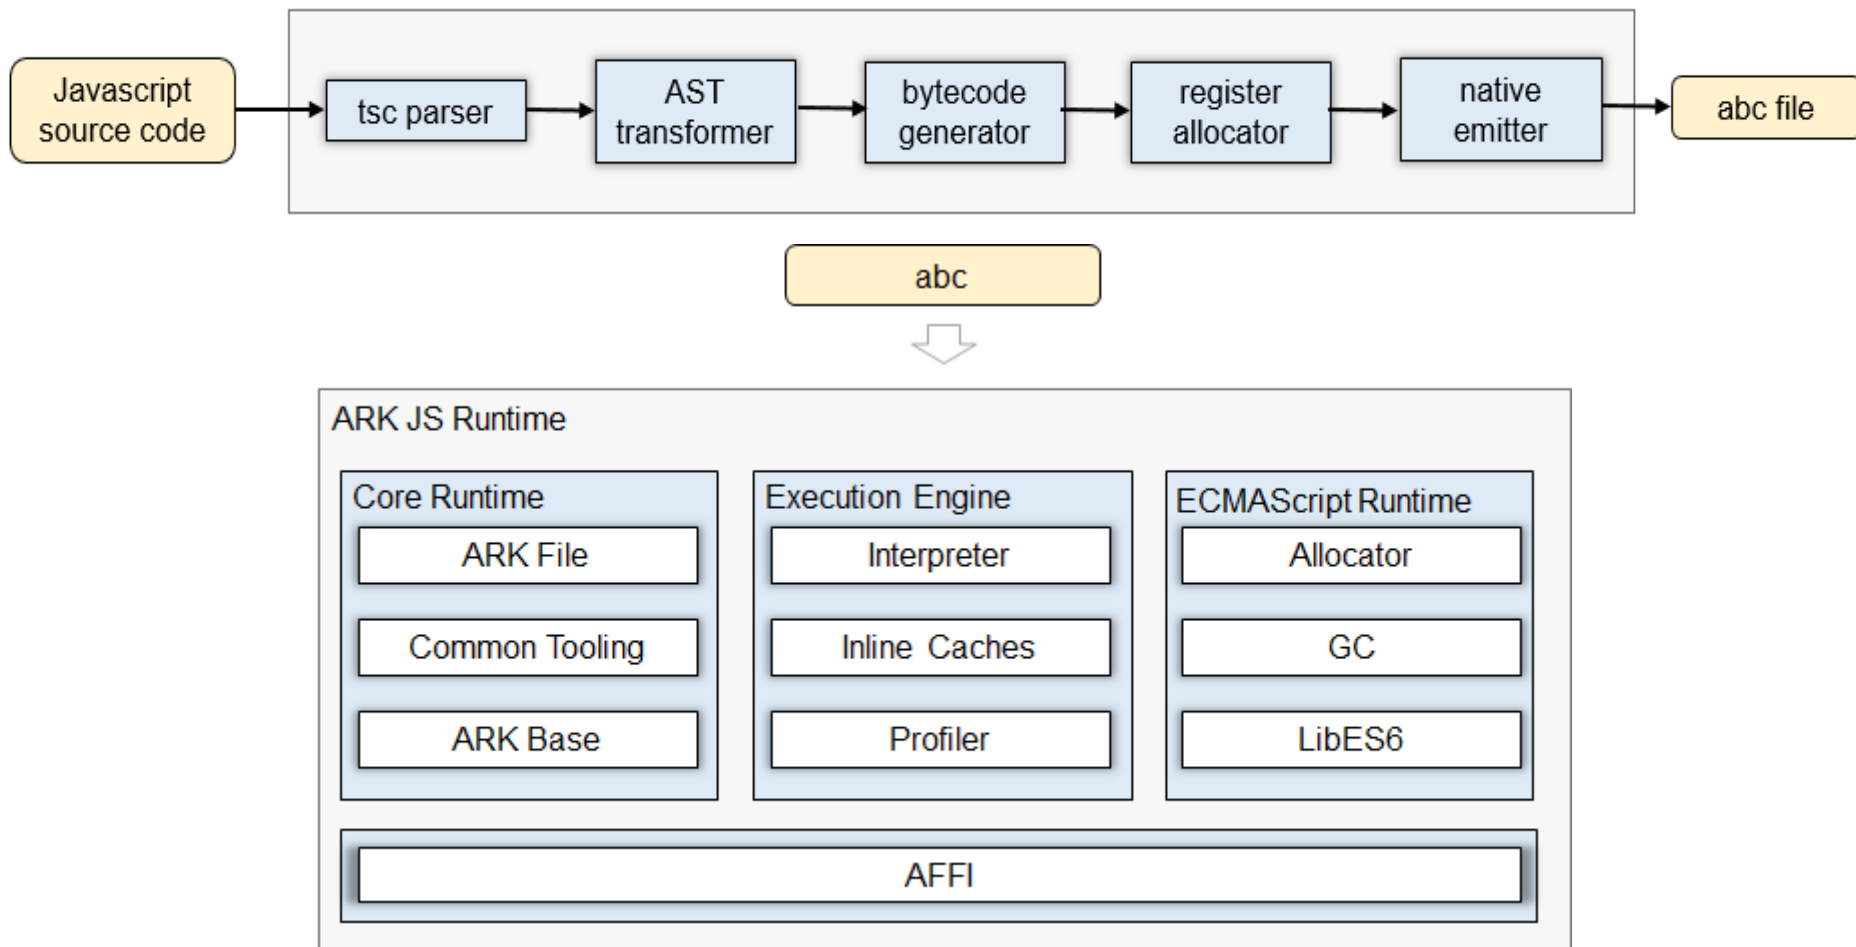 Javascript
source code
tsc parser
AST
transformer
bytecode
generator
register
allocator
native
emitter
abc file
abc
ARK JS Runtime
Core Runtime
ARK File
Common Tooling
ARK Base
Execution Engine
Interpreter
Inline Caches
Profiler
ECMAScript Runtime
Allocator
GC
LibES6
AFFI